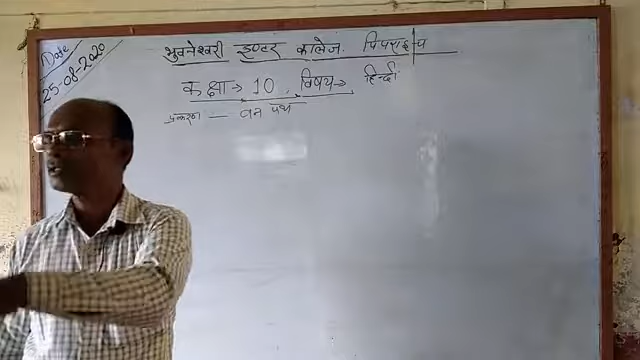 Date
25-08-2020
भुवनेश्वरी इण्टर कालेज पिपराइच
कक्षा → 10, विषय → हिन्दी
प्रकरण — वन पथ